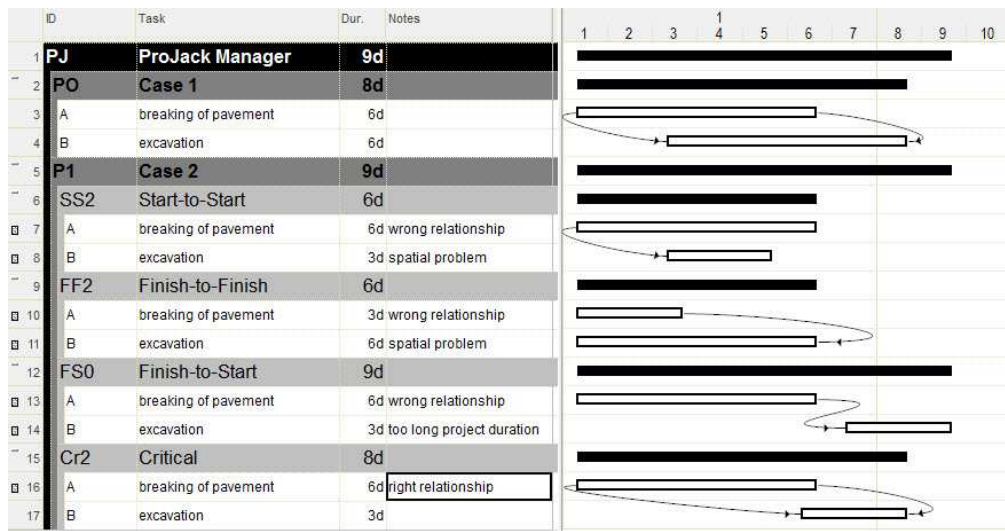 ID Task Dur. Notes
1
1 2 3 4 5 6 7 8 9 10
1 PJ ProJack Manager 9d
2 PO Case 1 8d
3 A breaking of pavement 6d
4 B excavation 6d
5 P1 Case 2 9d
6 SS2 Start-to-Start 6d
7 A breaking of pavement 6d wrong relationship
8 B excavation 3d spatial problem
9 FF2 Finish-to-Finish 6d
10 A breaking of pavement 3d wrong relationship
11 B excavation 6d spatial problem
12 FS0 Finish-to-Start 9d
13 A breaking of pavement 6d wrong relationship
14 B excavation 3d too long project duration
15 Cr2 Critical 8d
16 A breaking of pavement 6d right relationship
17 B excavation 3d